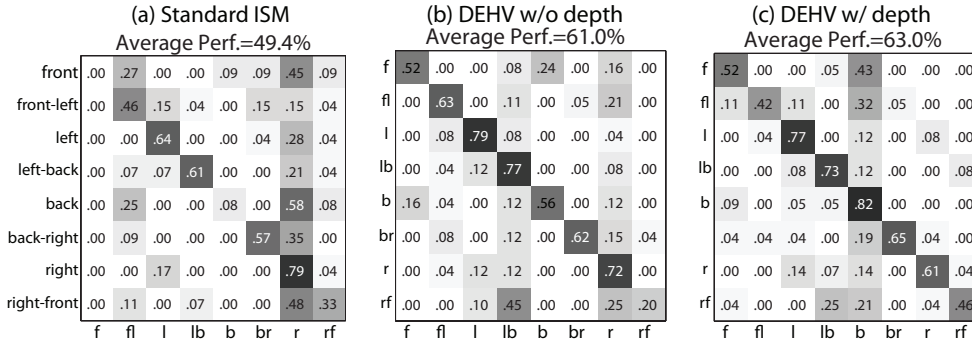 (a) Standard ISM
Average Perf.=49.4%
front .00 .27 .00 .00 .09 .09 .45 .09
front-left .00 .46 .15 .04 .00 .15 .15 .04
left .00 .00 .64 .00 .00 .04 .28 .04
left-back .00 .07 .07 .61 .00 .00 .21 .04
back .00 .25 .00 .00 .08 .00 .58 .08
back-right .00 .09 .00 .00 .00 .57 .35 .00
right .00 .00 .17 .00 .00 .00 .79 .04
right-front .00 .11 .00 .07 .00 .00 .48 .33
f fl l lb b br r rf
(b) DEHV w/o depth
Average Perf.=61.0%
f .52 .00 .00 .08 .24 .00 .16 .00
fl .00 .63 .00 .11 .00 .05 .21 .00
l .00 .08 .79 .08 .00 .00 .04 .00
lb .00 .04 .12 .77 .00 .00 .08 .00
b .16 .04 .00 .12 .56 .00 .12 .00
br .00 .08 .00 .12 .00 .62 .15 .04
r .00 .04 .12 .12 .00 .00 .72 .00
rf .00 .00 .10 .45 .00 .00 .25 .20
f fl l lb b br r rf
(c) DEHV w/ depth
Average Perf.=63.0%
f .52 .00 .00 .05 .43 .00 .00 .00
fl .11 .42 .11 .00 .32 .05 .00 .00
l .00 .04 .77 .00 .12 .00 .08 .00
lb .00 .00 .08 .73 .12 .00 .00 .08
b .09 .00 .05 .05 .82 .00 .00 .00
.04 .04 .04 .00 .19 .65 .04 .00
r .00 .00 .14 .07 .14 .00 .61 .04
rf .04 .00 .00 .25 .21 .00 .04 .46
f fl l lb b br r rf